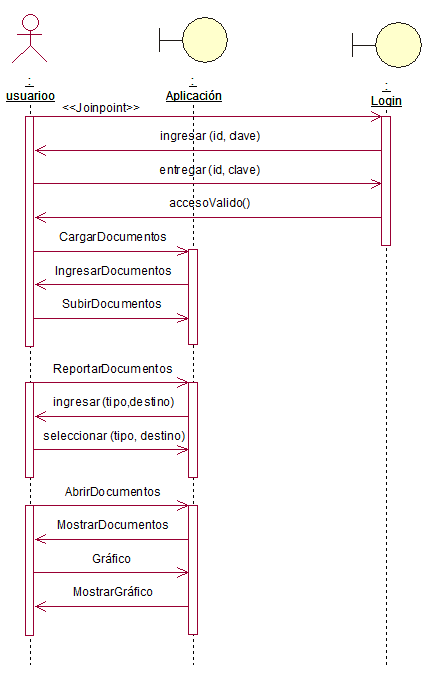 : usuarioo
: Aplicación
: Login
<<Joinpoint>>
ingresar (id, clave)
entregar (id, clave)
accesoValido()
CargarDocumentos
IngresarDocumentos
SubirDocumentos
ReportarDocumentos
ingresar (tipo,destino)
seleccionar (tipo, destino)
AbrirDocumentos
MostrarDocumentos
Gráfico
MostrarGráfico